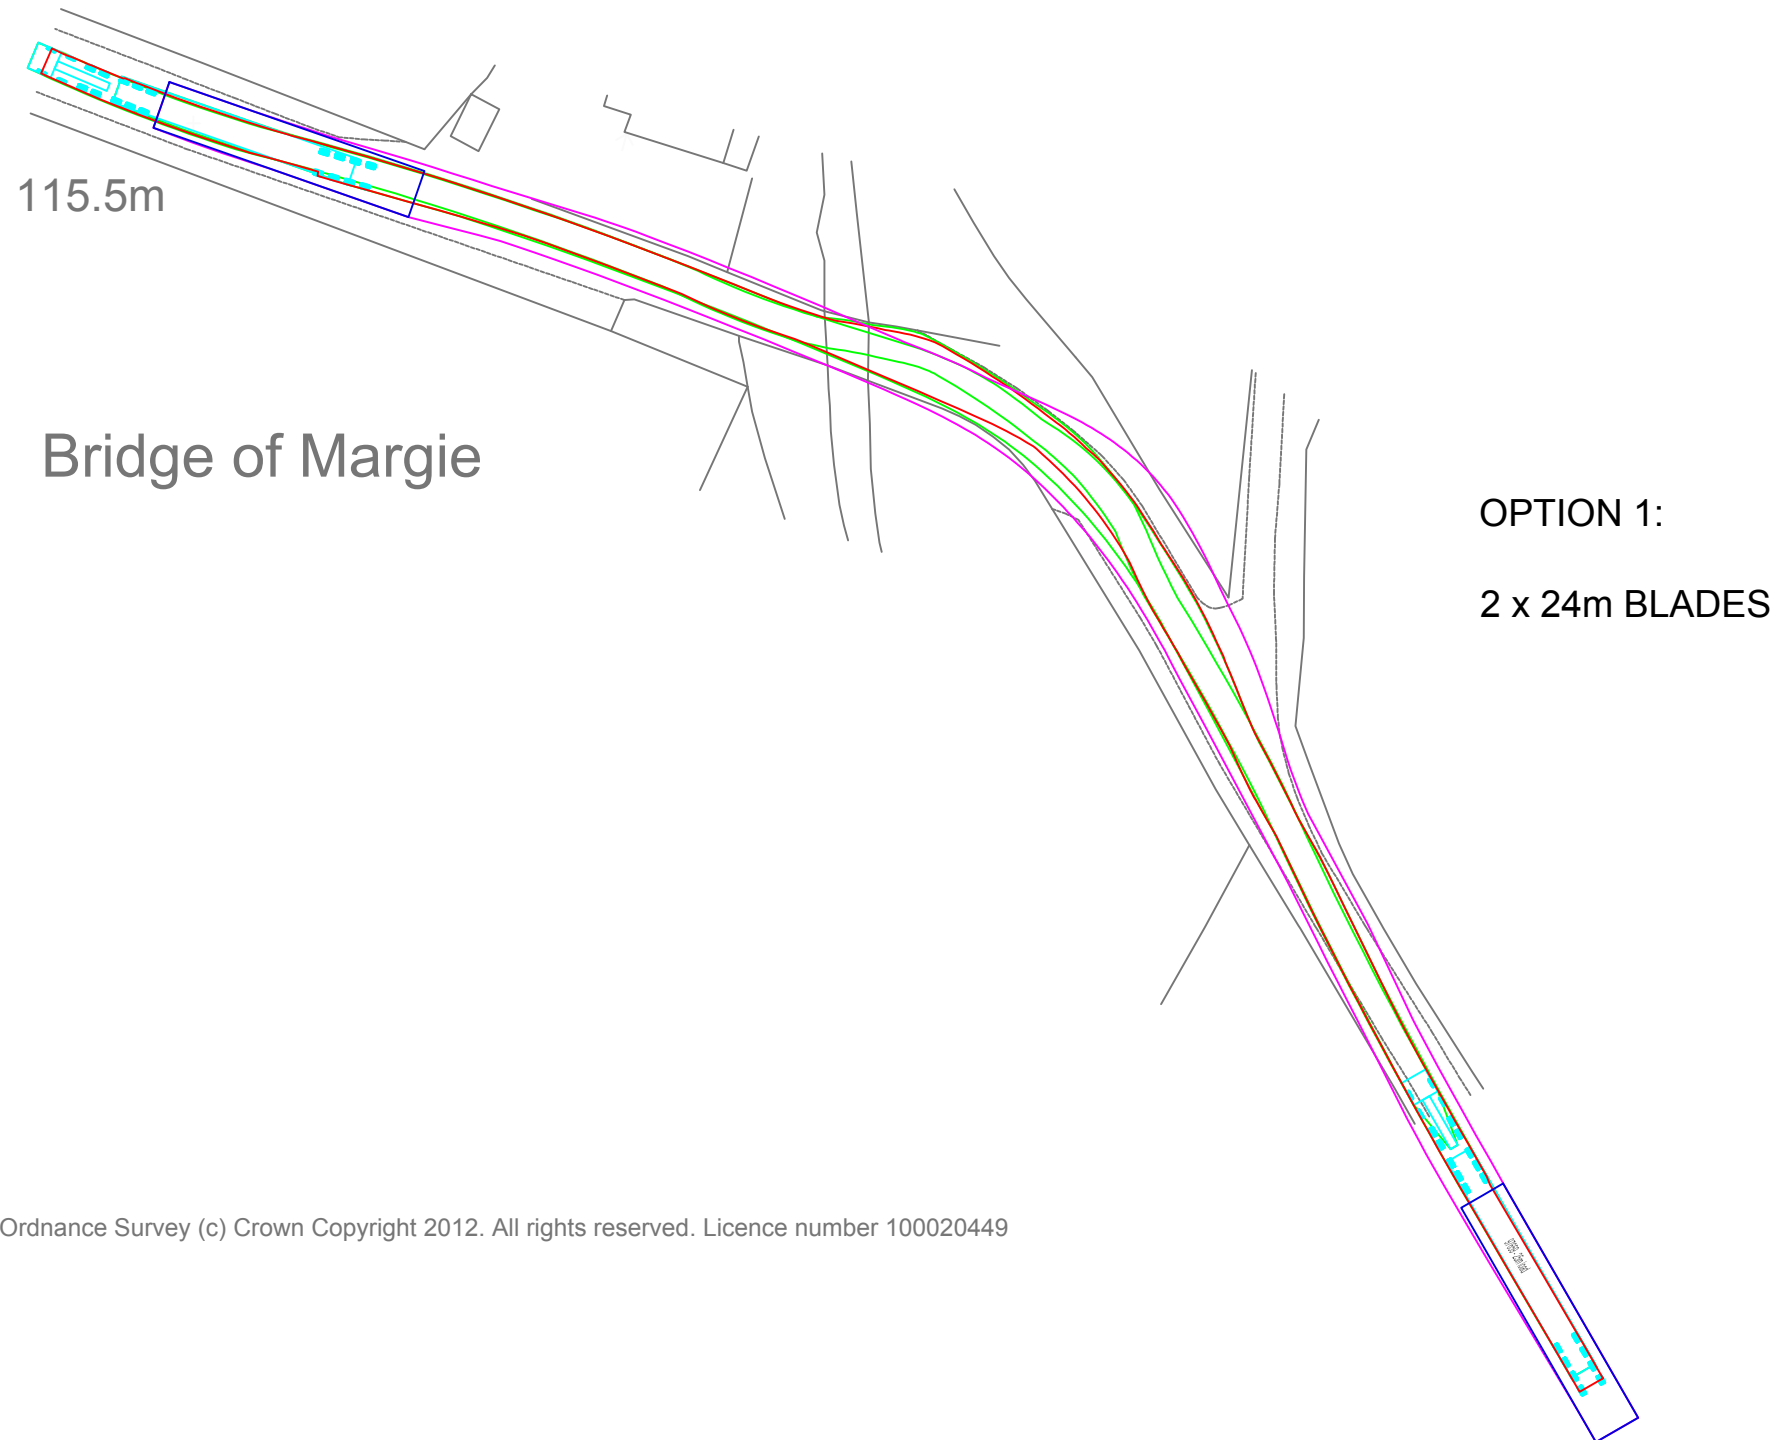 115.5m
Bridge of Margie
OPTION 1:
2 x 24m BLADES
Ordnance Survey (c) Crown Copyright 2012. All rights reserved. Licence number 100020449